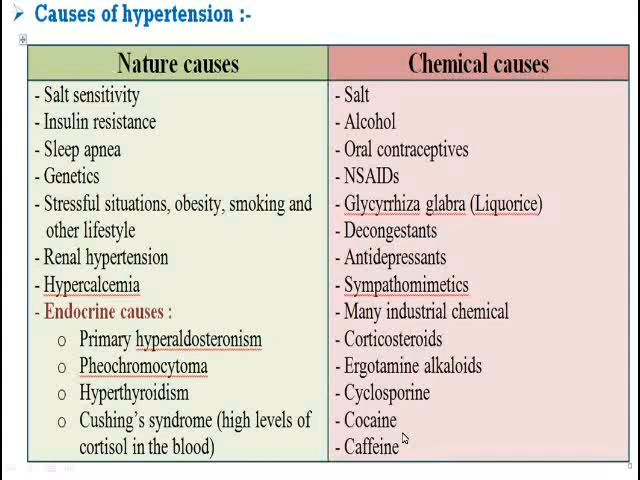 ➢ Causes of hypertension :-
Nature causes
- Salt sensitivity
- Insulin resistance
- Sleep apnea
- Genetics
- Stressful situations, obesity, smoking and
other lifestyle
- Renal hypertension
- Hypercalcemia
- Endocrine causes :
o Primary hyperaldosteronism
o Pheochromocytoma
o Hyperthyroidism
o Cushing's syndrome (high levels of
cortisol in the blood)
Chemical causes
- Salt
- Alcohol
- Oral contraceptives
- NSAIDs
- Glycyrrhiza glabra (Liquorice)
- Decongestants
- Antidepressants
- Sympathomimetics
- Many industrial chemical
- Corticosteroids
- Ergotamine alkaloids
- Cyclosporine
- Cocaine
- Caffeine